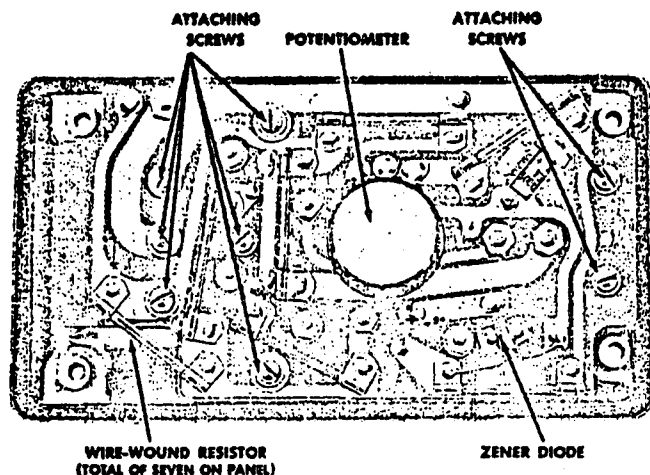 ATTACHING
SCREWS
POTENTIOMETER
ATTACHING
SCREWS
WIRE-WOUND RESISTOR
(TOTAL OF SEVEN ON PANEL)
ZENER DIODE